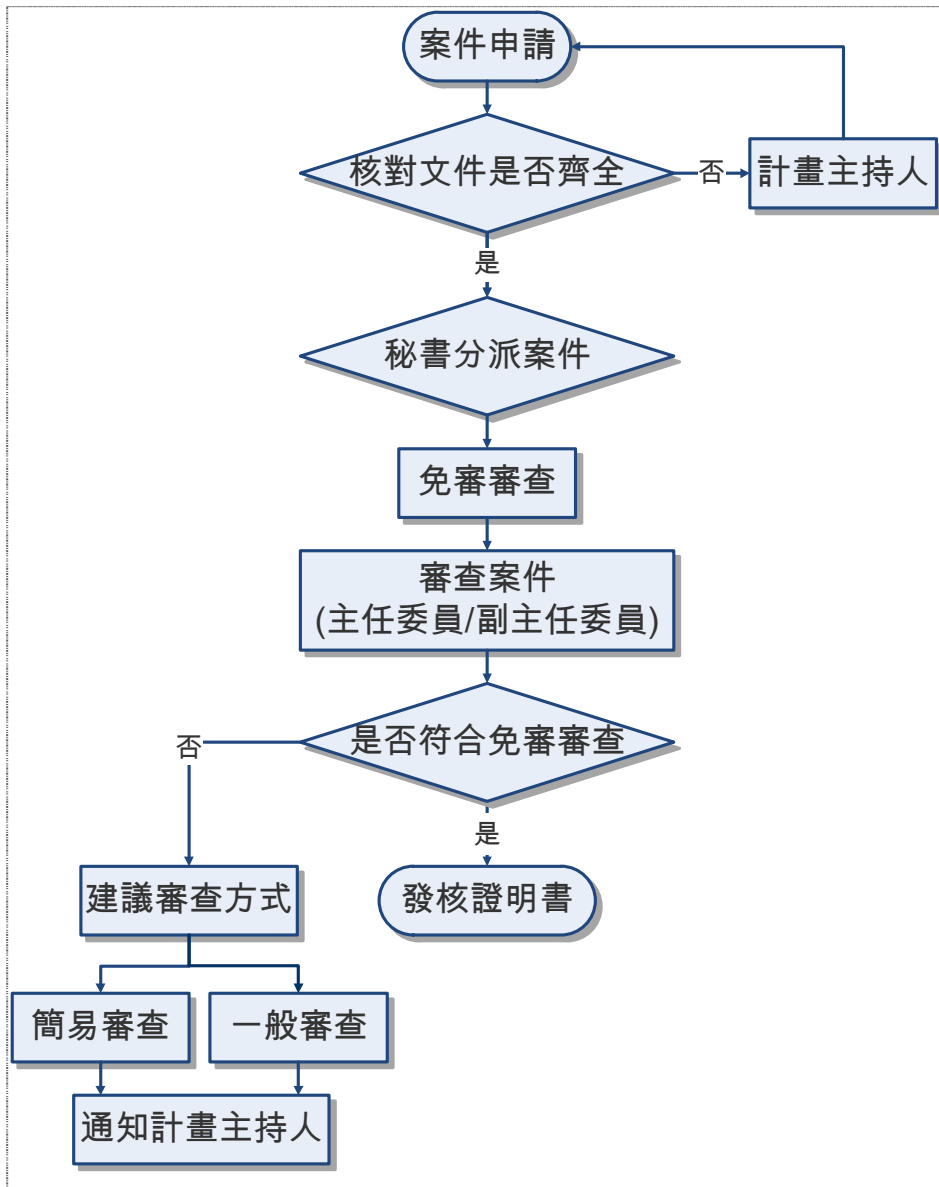 案件申請
核對文件是否齊全
否
計畫主持人
是
秘書分派案件
免審審查
審查案件
(主任委員/副主任委員)
是否符合免審審查
否
是
建議審查方式
發核證明書
簡易審查
一般審查
通知計畫主持人